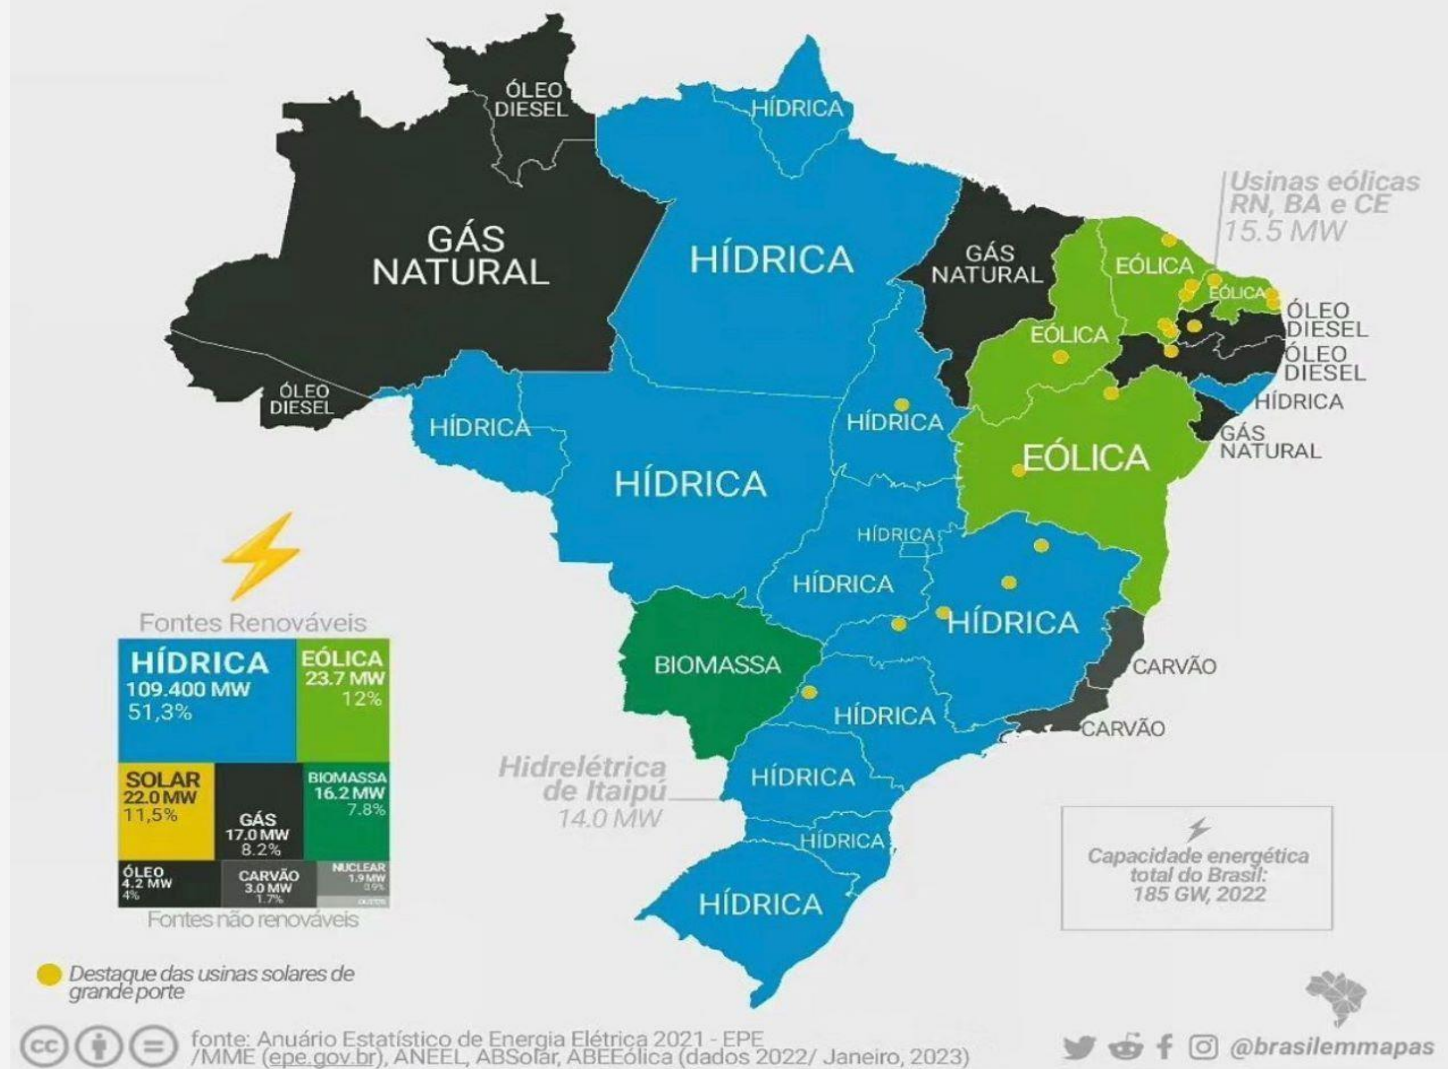 ÓLEO
DIESEL
HÍDRICA
GÁS
NATURAL
HÍDRICA
GÁS
NATURAL
EÓLICA
EÓLICA
EÓLICA
Usinas eólicas
RN, BA e CE
15.5 MW
ÓLEO
DIESEL
ÓLEO
DIESEL
HÍDRICA
GÁS
NATURAL
ÓLEO
DIESEL
HÍDRICA
HÍDRICA
HÍDRICA
EÓLICA
HÍDRICA
HÍDRICA
HÍDRICA
BIOMASSA
CARVÃO
CARVÃO
HÍDRICA
HÍDRICA
HÍDRICA
HÍDRICA
Hidrelétrica
de Itaipú
14.0 MW
Fontes Renováveis
HÍDRICA
109.400 MW
51,3%
EÓLICA
23.7 MW
12%
SOLAR
22.0 MW
11,5%
GÁS
17.0 MW
8.2%
BIOMASSA
16.2 MW
7.8%
ÓLEO
4.2 MW
4%
CARVÃO
3.0 MW
1.7%
NUCLEAR
1.9 MW
0.9%
Fontes não renováveis
Capacidade energética
total do Brasil:
185 GW, 2022
Destaque das usinas solares de
grande porte
cc
fonte: Anuário Estatístico de Energia Elétrica 2021 - EPE
/MME (epe.gov.br), ANEEL, ABSolar, ABEEólica (dados 2022/ Janeiro, 2023)
@brasilemmapas